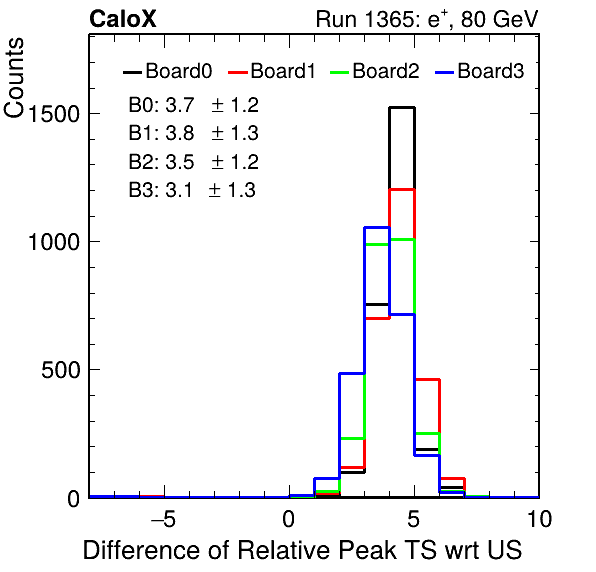 CaloX Run 1365: e⁺, 80 GeV
Counts
Board0 Board1 Board2 Board3
B0: 3.7 ± 1.2
B1: 3.8 ± 1.3
B2: 3.5 ± 1.2
B3: 3.1 ± 1.3
1500
1000
500
0
−5 0 5 10
Difference of Relative Peak TS wrt US